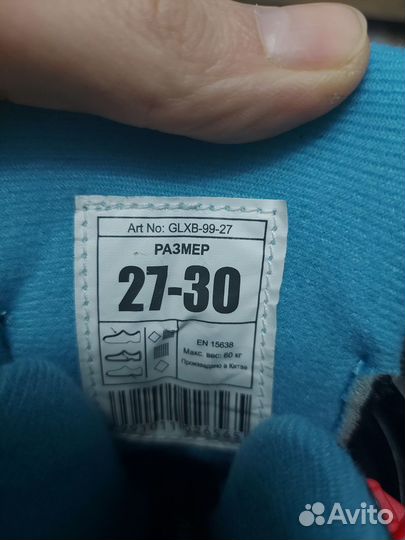 Art No: GLXB-99-27
РАЗМЕР
27-30
EN 15638
Макс. вес: 60 кг
Произведено в Китае
Avito